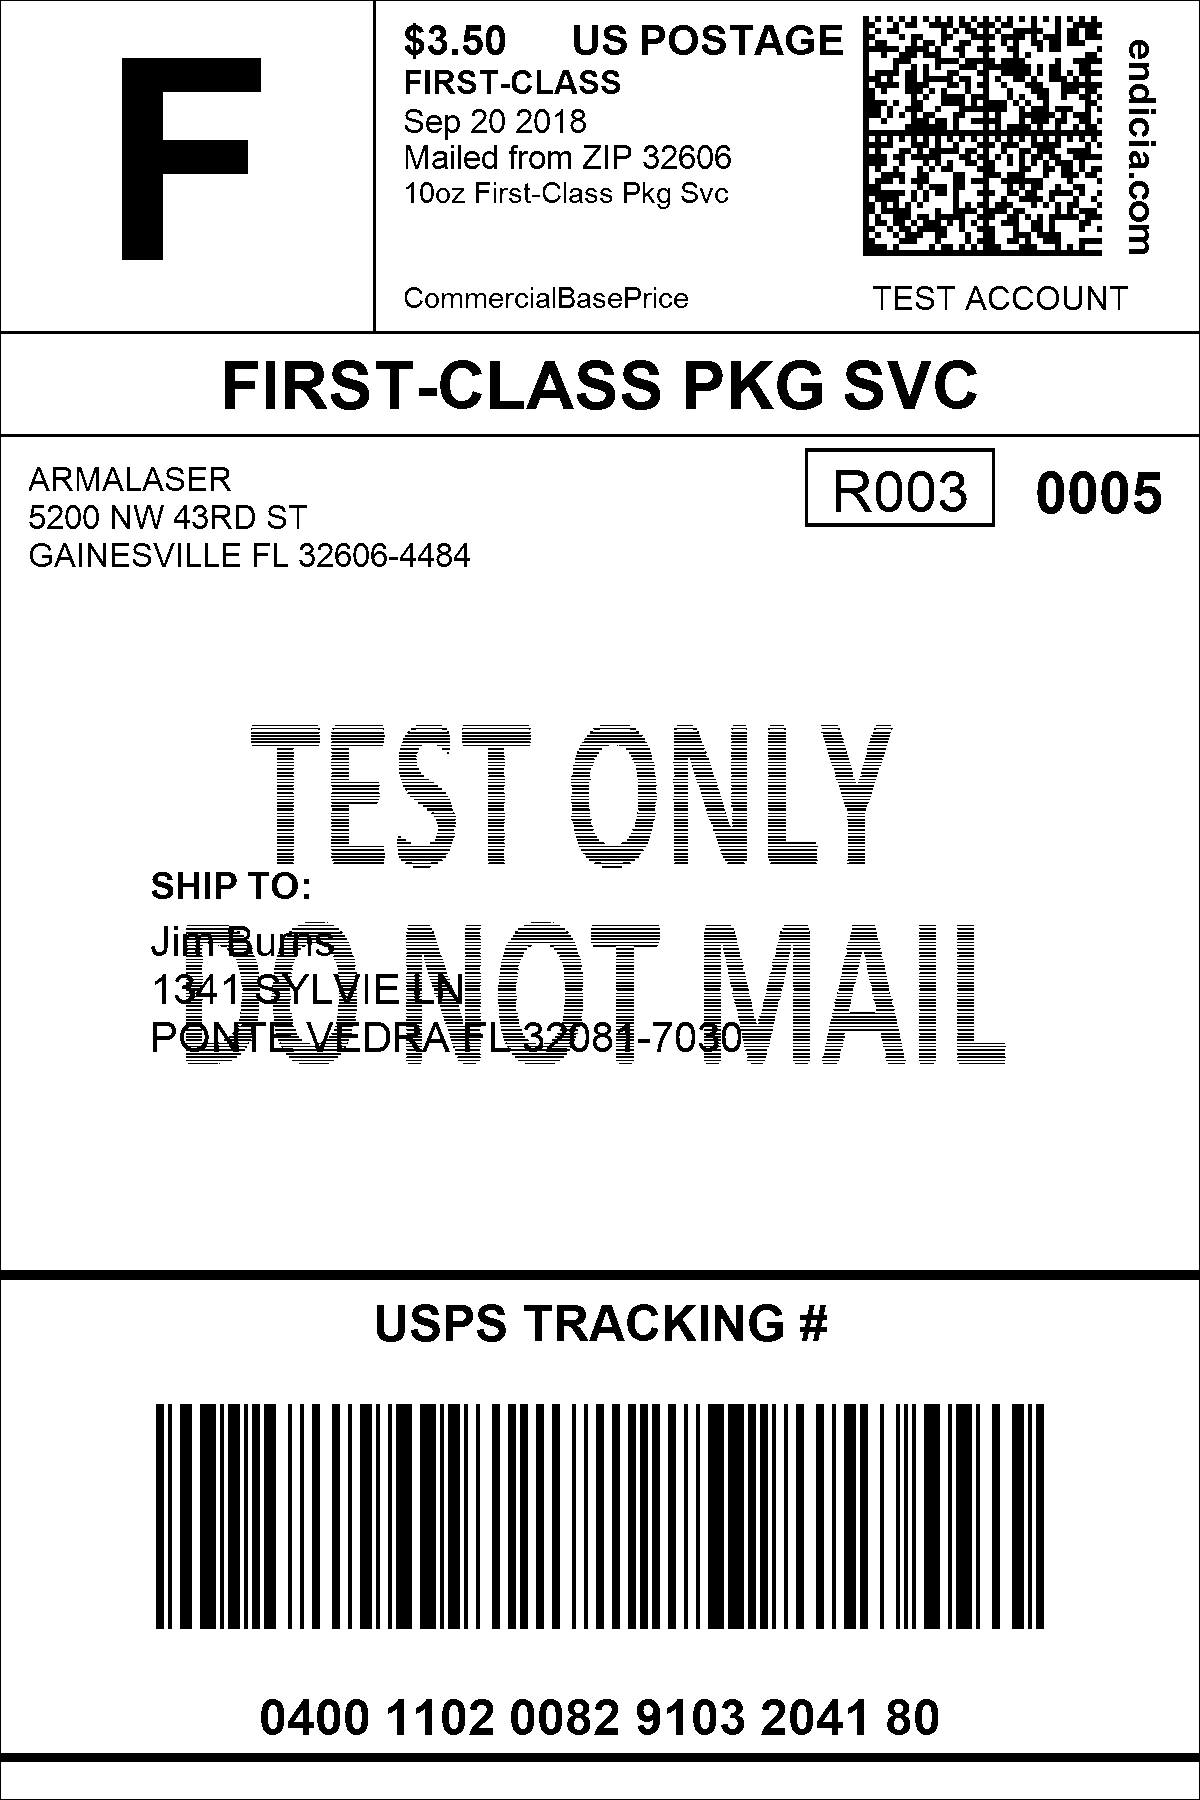 F
$3.50 US POSTAGE
FIRST-CLASS
Sep 20 2018
Mailed from ZIP 32606
10oz First-Class Pkg Svc
CommercialBasePrice
endicia.com
TEST ACCOUNT
FIRST-CLASS PKG SVC
ARMALASER
5200 NW 43RD ST
GAINESVILLE FL 32606-4484
R003 0005
TEST ONLY
SHIP TO:
DO NOT MAIL
Jim Burns
1341 SYLVIE LN
PONTE VEDRA FL 32081-7030
USPS TRACKING #
0400 1102 0082 9103 2041 80